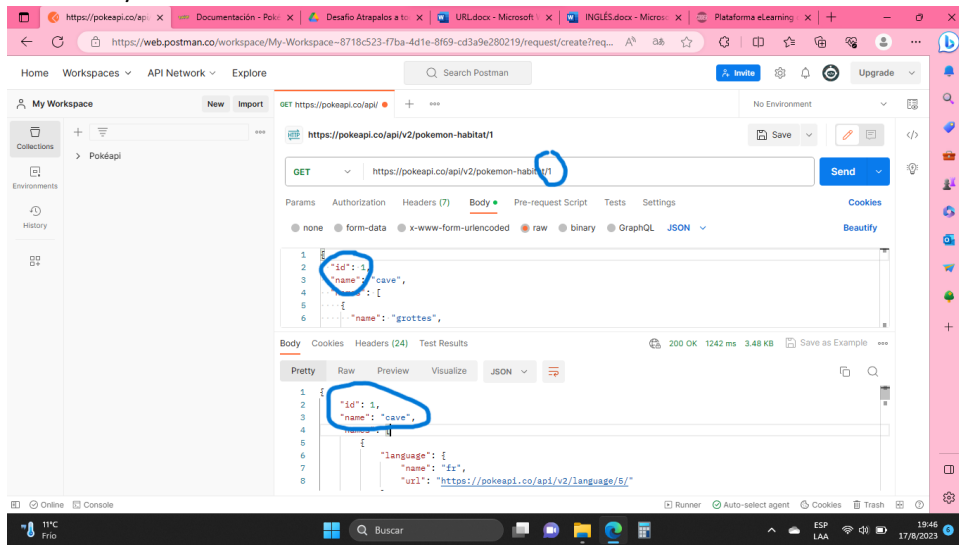 https://pokeapi.co/api
Documentación - Poké
Desafio Atrapalos a to
URL.docx - Microsoft
INGLÉS.docx - Microso
Plataforma eLearning
https://web.postman.co/workspace/My-Workspace~8718c523-f7ba-4d1e-8f69-cd3a9e280219/request/create?req...
Home Workspaces API Network Explore
Search Postman
Invite
Upgrade
My Workspace
New Import
GET https://pokeapi.co/api/
No Environment
Collections
Environments
History
Pokéapi
HTTP https://pokeapi.co/api/v2/pokemon-habitat/1
Save
GET https://pokeapi.co/api/v2/pokemon-habitat/1
Send
Params Authorization Headers (7) Body Pre-request Script Tests Settings
Cookies
none form-data x-www-form-urlencoded raw binary GraphQL JSON
Beautify
1 {
2 "id": 1,
3 "name": "cave",
4 "names": [
5 {
6 "name": "grottes",
Body Cookies Headers (24) Test Results
200 OK 1242 ms 3.48 KB Save as Example
Pretty Raw Preview Visualize JSON
1 {
2 "id": 1,
3 "name": "cave",
4 "names": [
5 {
6 "language": {
7 "name": "fr",
8 "url": "https://pokeapi.co/api/v2/language/5/"
Online Console
Runner Auto-select agent Cookies Trash
11°C
Frío
Buscar
ESP
LAA
19:46
17/8/2023
6